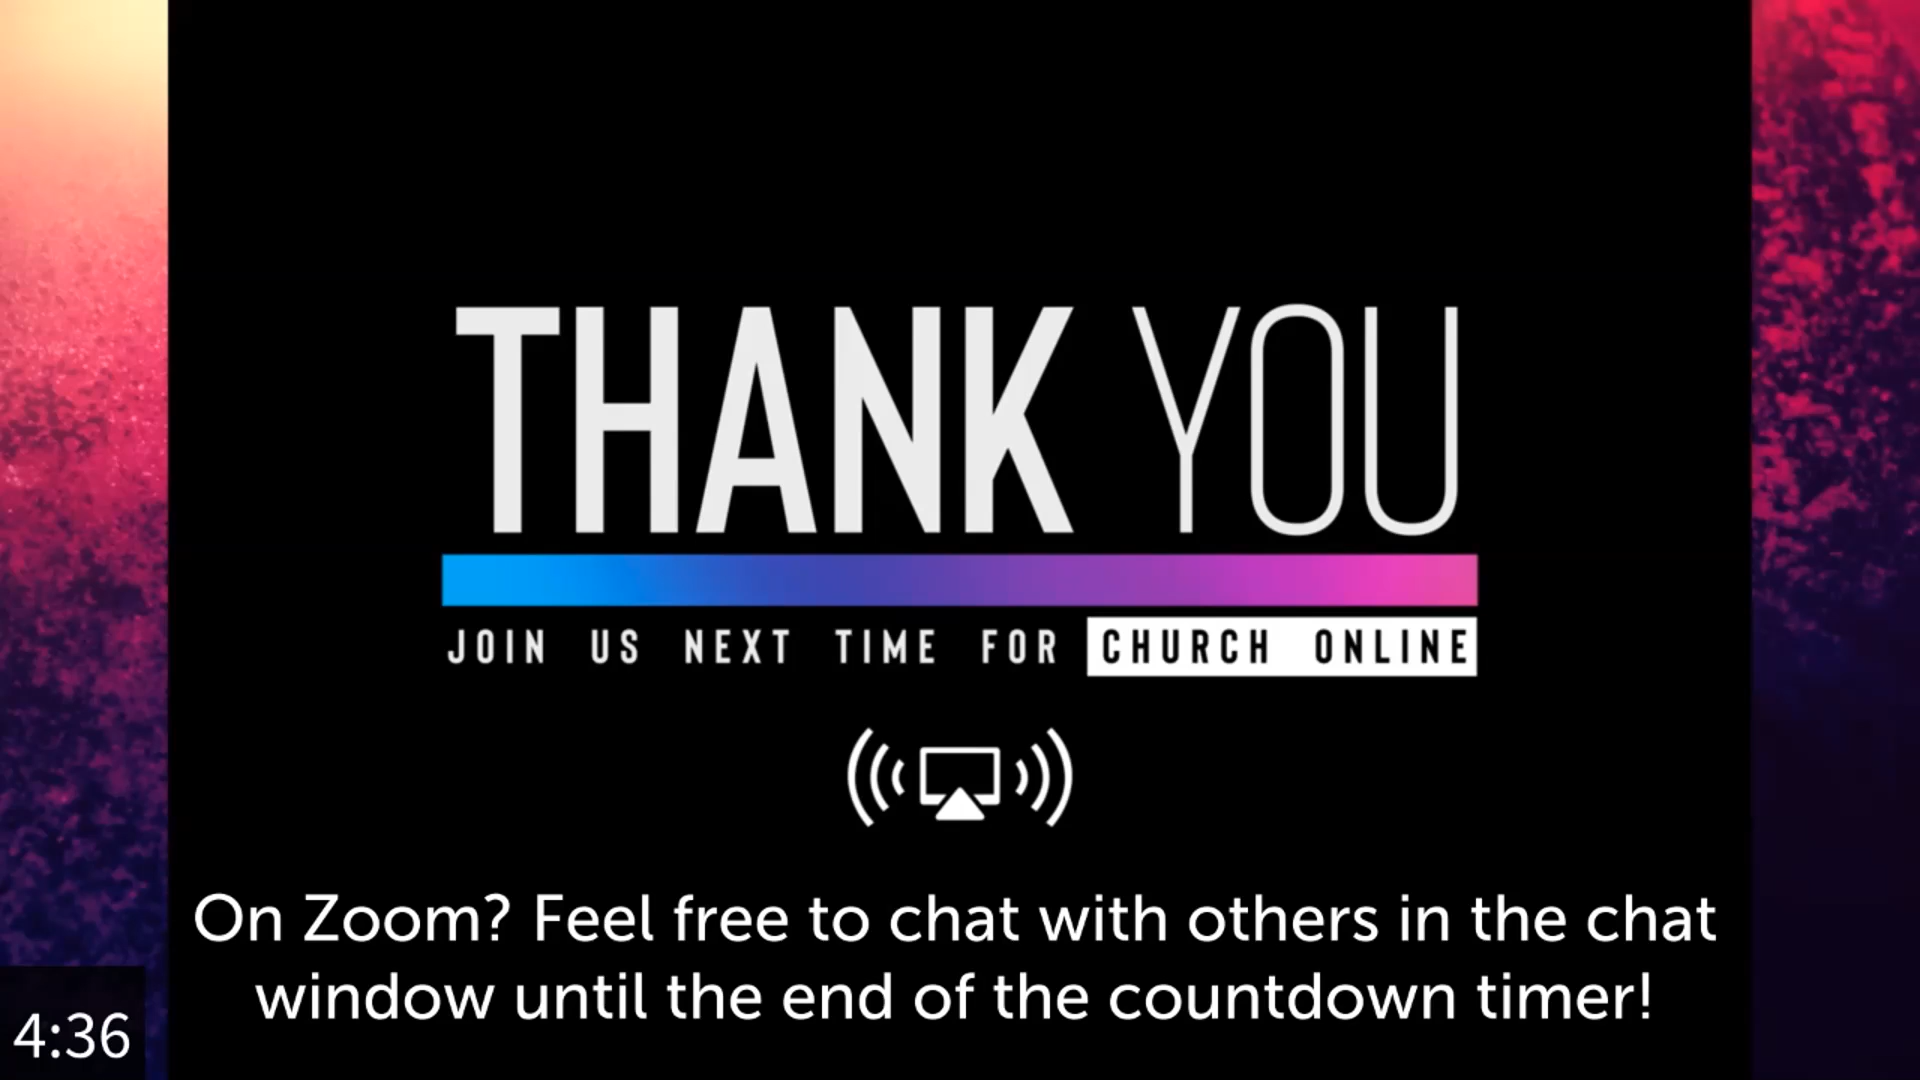 THANK YOU
JOIN US NEXT TIME FOR CHURCH ONLINE
On Zoom? Feel free to chat with others in the chat
window until the end of the countdown timer!
4:36